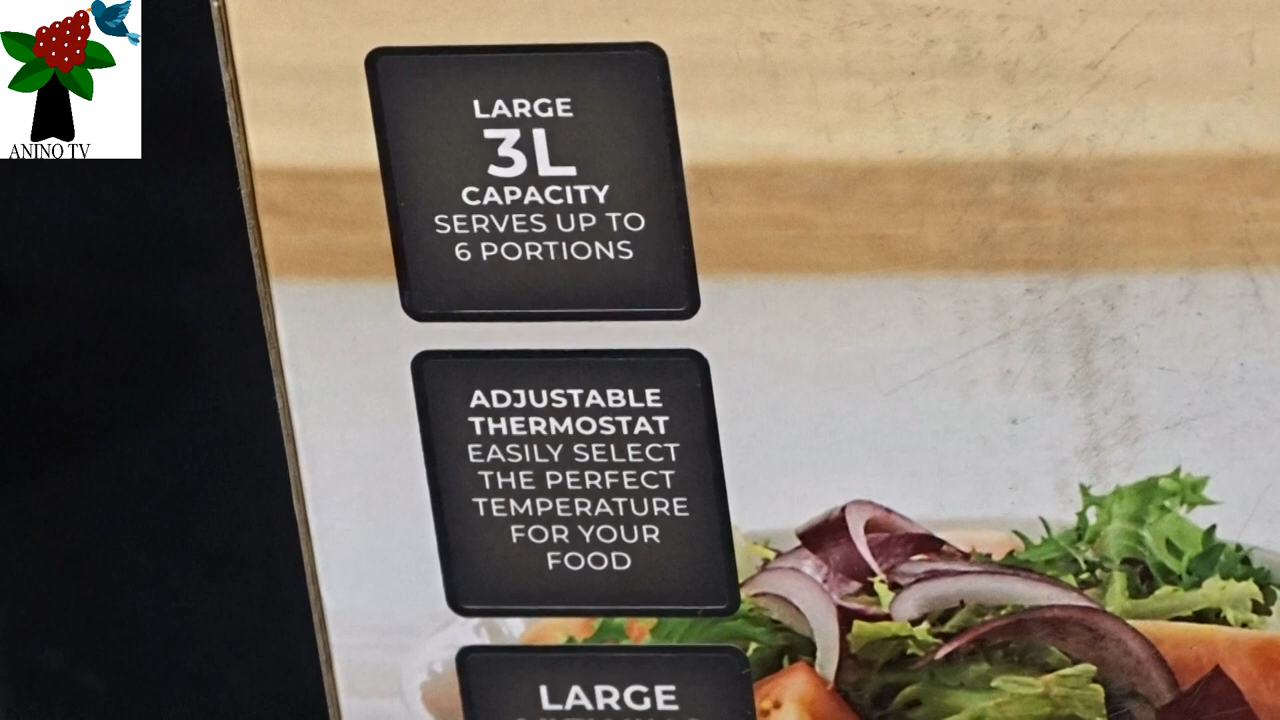 ANINO TV
LARGE
3L
CAPACITY
SERVES UP TO
6 PORTIONS
ADJUSTABLE
THERMOSTAT
EASILY SELECT
THE PERFECT
TEMPERATURE
FOR YOUR
FOOD
LARGE